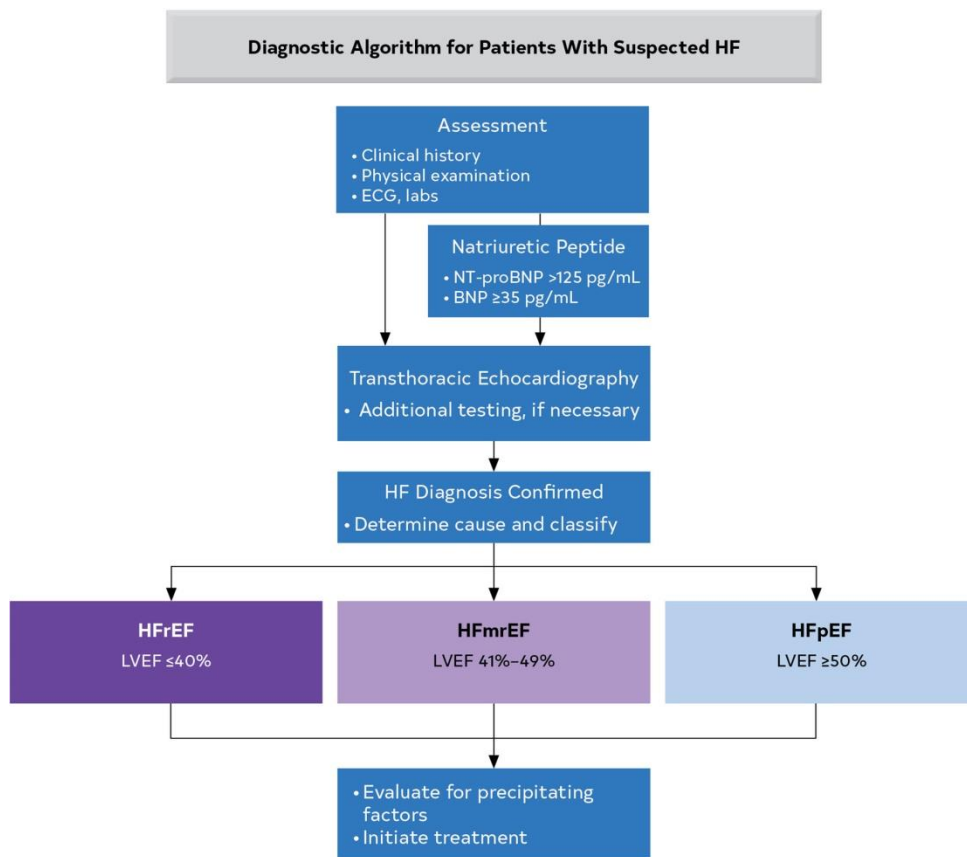 Diagnostic Algorithm for Patients With Suspected HF
Assessment
• Clinical history
• Physical examination
• ECG, labs
Natriuretic Peptide
• NT-proBNP >125 pg/mL
• BNP ≥35 pg/mL
Transthoracic Echocardiography
• Additional testing, if necessary
HF Diagnosis Confirmed
• Determine cause and classify
HFrEF
LVEF ≤40%
HFmrEF
LVEF 41%–49%
HFpEF
LVEF ≥50%
• Evaluate for precipitating
factors
• Initiate treatment